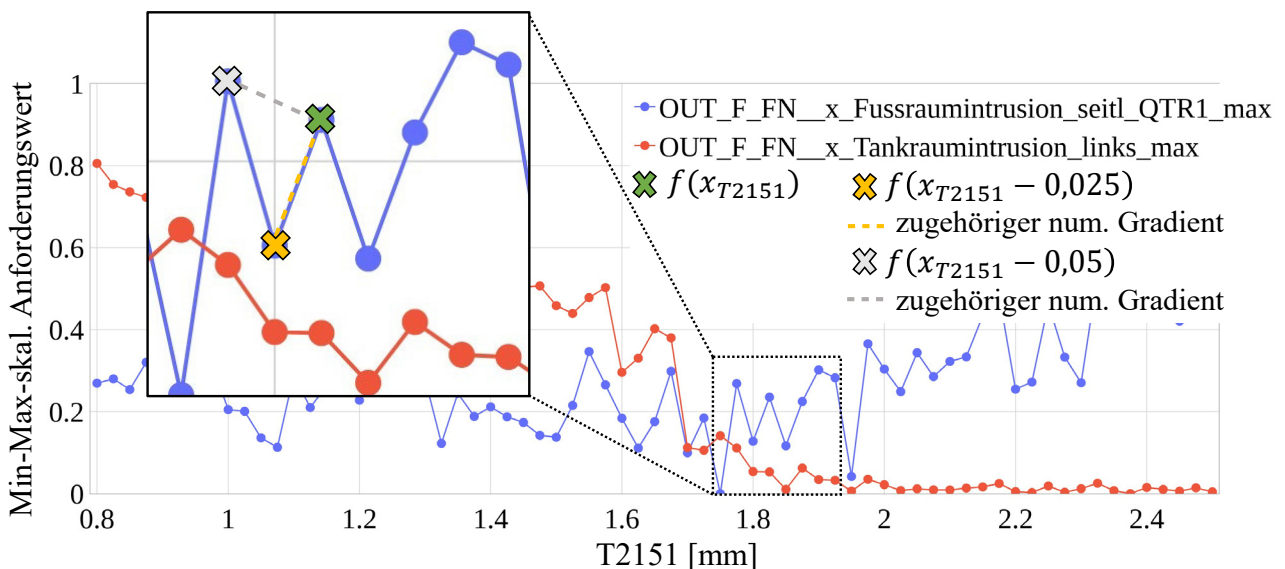 Min-Max-skal. Anforderungswert
1
0.8
0.6
0.4
0.2
0
OUT_F_FN__x_Fussraumintrusion_seitl_QTR1_max
OUT_F_FN__x_Tankraumintrusion_links_max
f(x_T2151)
f(x_T2151 − 0,025)
zugehöriger num. Gradient
f(x_T2151 − 0,05)
zugehöriger num. Gradient
0.8 1 1.2 1.4 1.6 1.8 2 2.2 2.4
T2151 [mm]